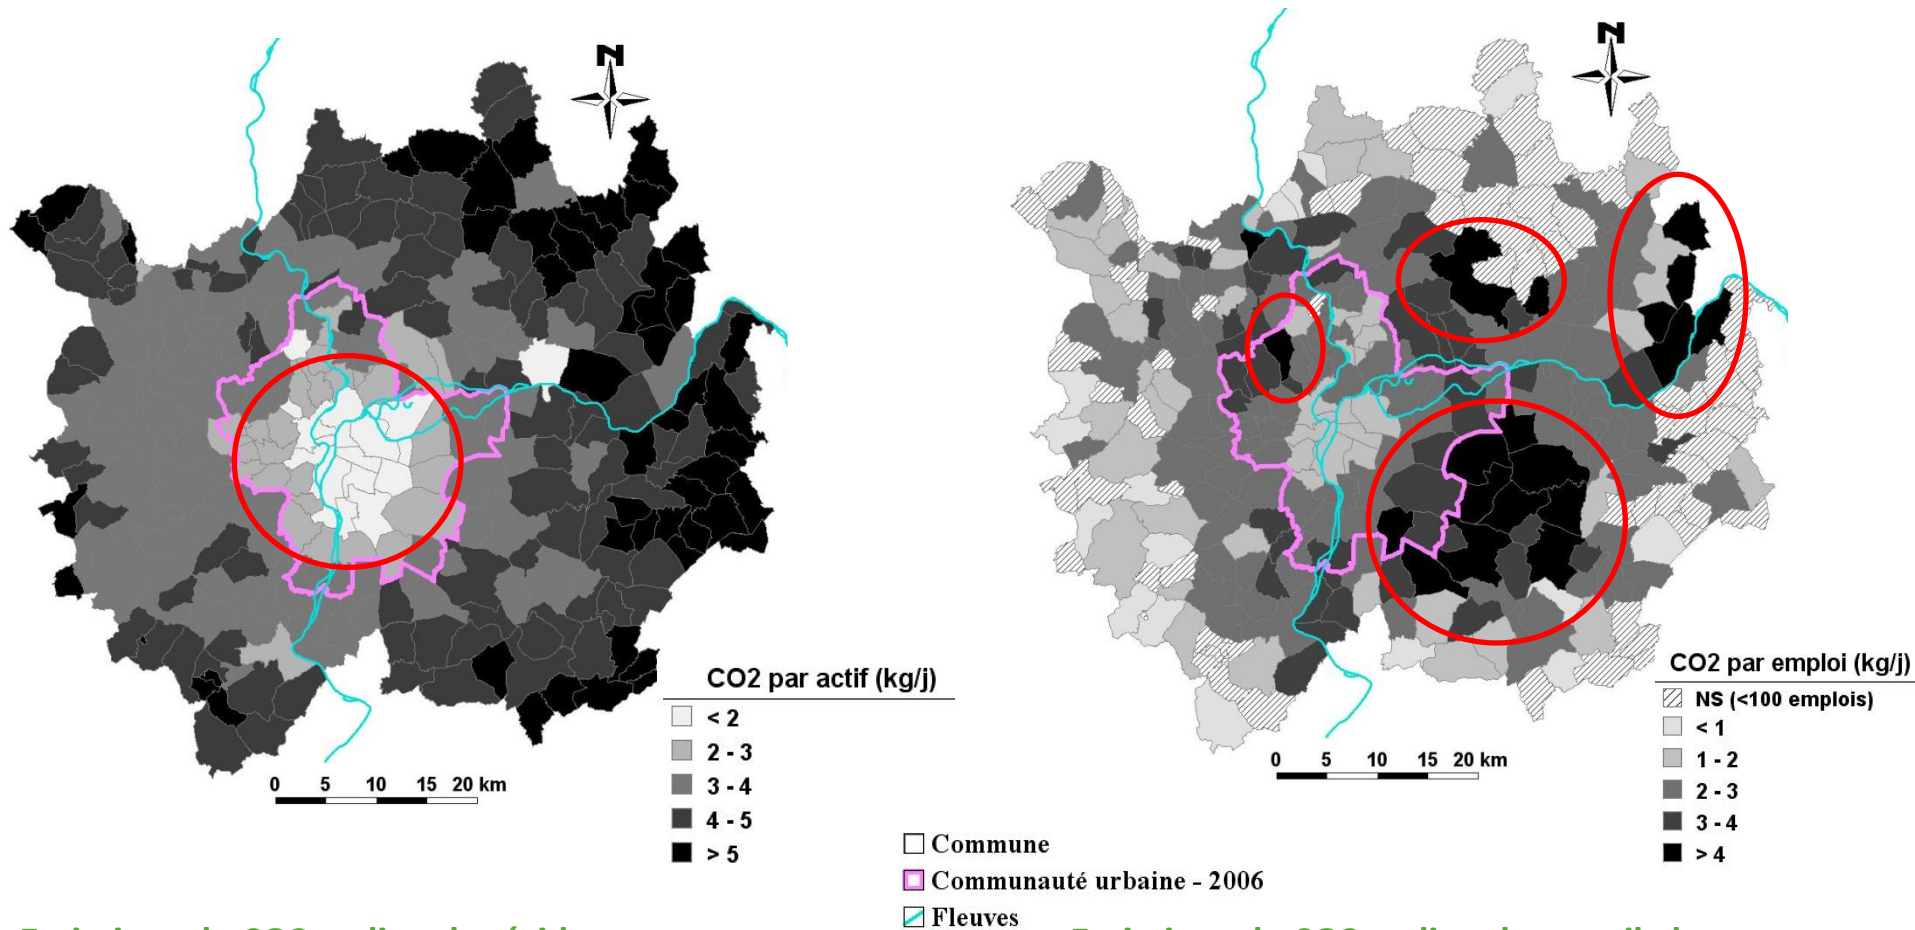 N
N
CO2 par actif (kg/j)
< 2
2 - 3
3 - 4
4 - 5
> 5
0 5 10 15 20 km
CO2 par emploi (kg/j)
NS (<100 emplois)
< 1
1 - 2
2 - 3
3 - 4
> 4
0 5 10 15 20 km
Commune
Communauté urbaine - 2006
Fleuves